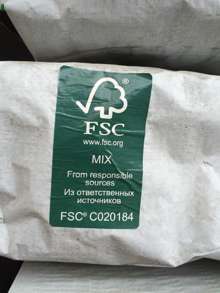 FSC
www.fsc.org
MIX
From responsible
sources
Из ответственных
источников
FSC® C020184